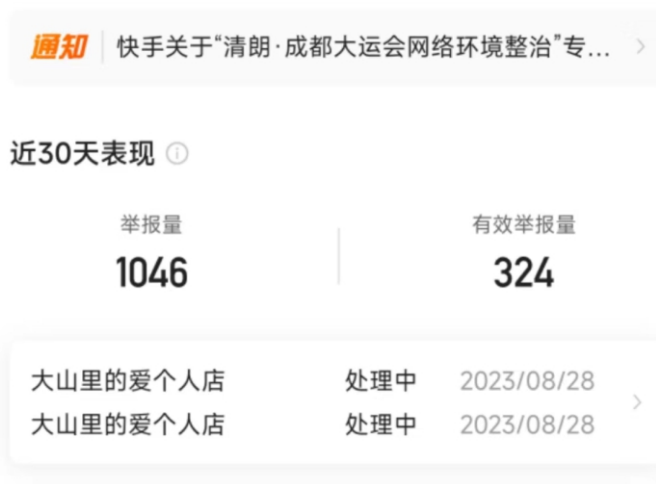 通知 快手关于“清朗·成都大运会网络环境整治”专...
近30天表现
举报量 有效举报量
1046 324
大山里的爱个人店 处理中 2023/08/28
大山里的爱个人店 处理中 2023/08/28